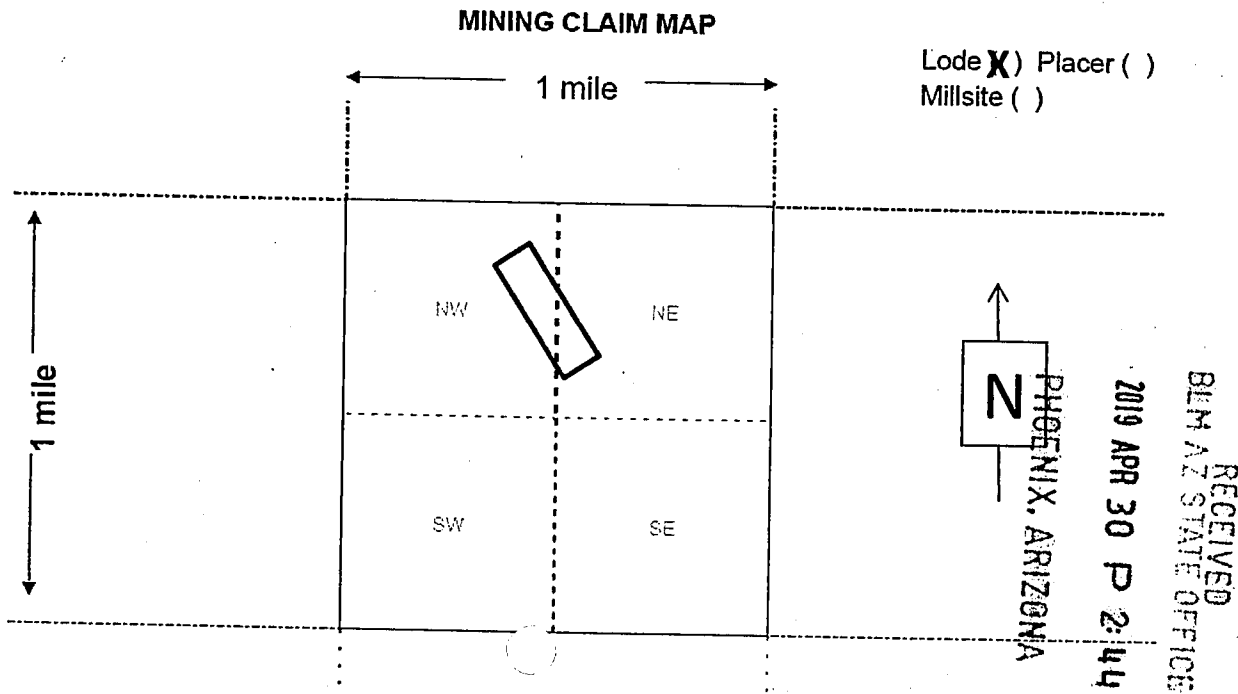 MINING CLAIM MAP
Lode (X) Placer ( )
Millsite ( )
1 mile
1 mile
NW
NE
SW
SE
N
RECEIVED
BLM AZ STATE OFFICE
2019 APR 30 P 2:44
PHOENIX, ARIZONA